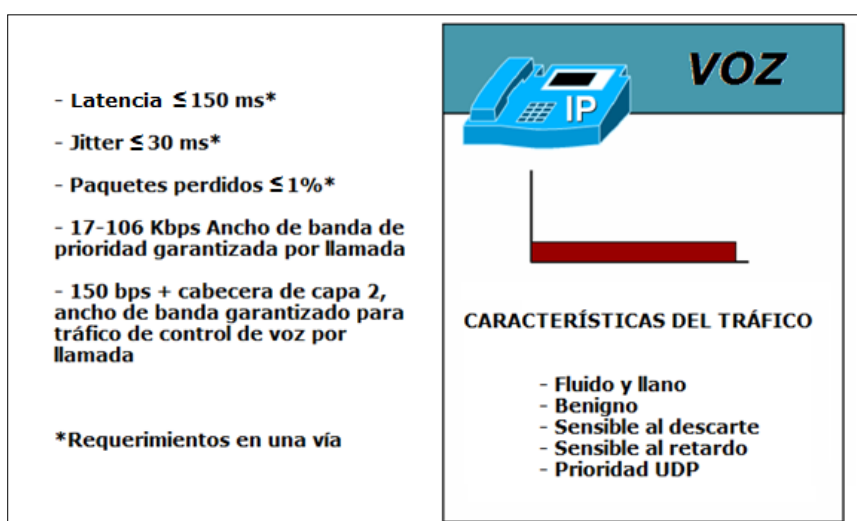 - Latencia ≤150 ms*
- Jitter ≤ 30 ms*
- Paquetes perdidos ≤1%*
- 17-106 Kbps Ancho de banda de
prioridad garantizada por llamada
- 150 bps + cabecera de capa 2,
ancho de banda garantizado para
tráfico de control de voz por
llamada
*Requerimientos en una vía
VOZ
IP
CARACTERÍSTICAS DEL TRÁFICO
- Fluido y llano
- Benigno
- Sensible al descarte
- Sensible al retardo
- Prioridad UDP